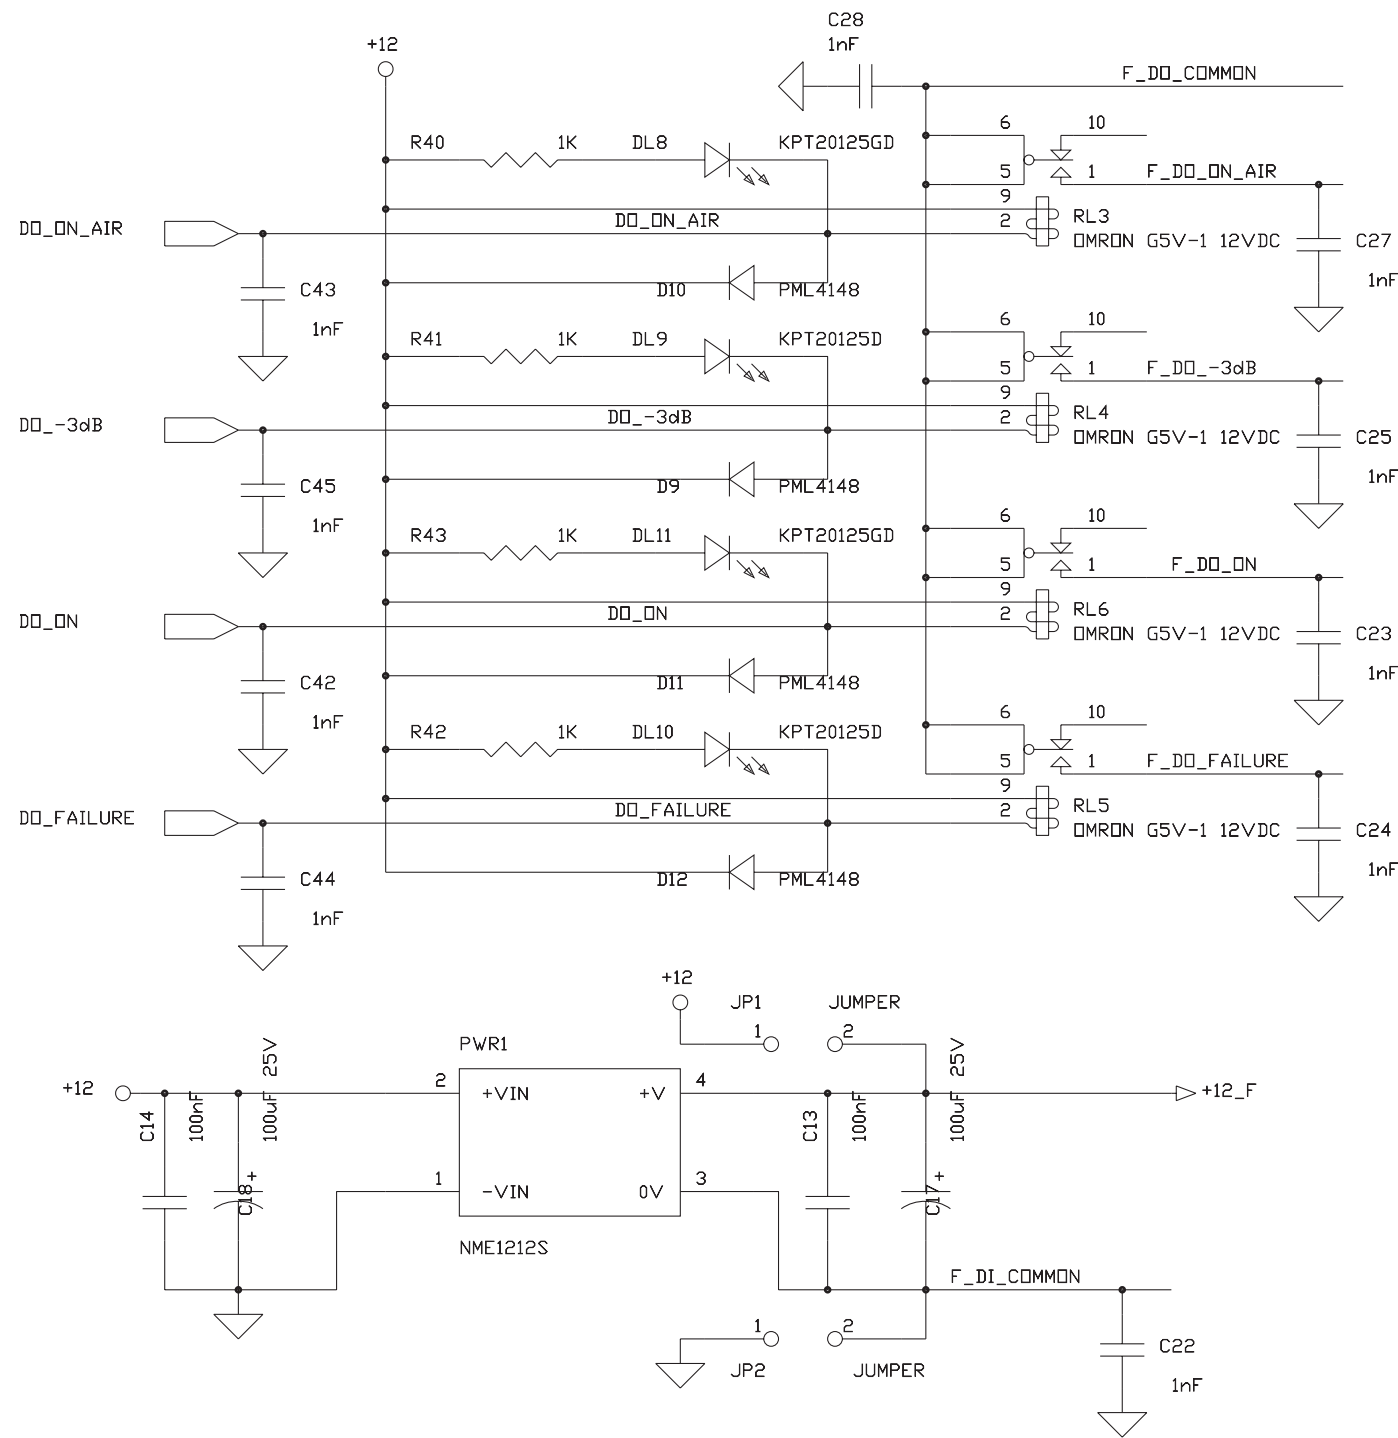 C28
1nF
+12
F_DO_COMMON
6 10
R40 1K DL8 KPT20125GD
5 1 F_DO_ON_AIR
9
DO_ON_AIR DO_ON_AIR 2 RL3
OMRON G5V-1 12VDC C27
C43 D10 PML4148 1nF
1nF
6 10
R41 1K DL9 KPT20125D
5 1 F_DO_-3dB
9
DO_-3dB DO_-3dB 2 RL4
OMRON G5V-1 12VDC C25
C45 D9 PML4148 1nF
1nF
6 10
R43 1K DL11 KPT20125GD
5 1 F_DO_ON
9
DO_ON DO_ON 2 RL6
OMRON G5V-1 12VDC C23
C42 D11 PML4148 1nF
1nF
6 10
R42 1K DL10 KPT20125D
5 1 F_DO_FAILURE
9
DO_FAILURE DO_FAILURE 2 RL5
OMRON G5V-1 12VDC C24
C44 D12 PML4148 1nF
1nF
+12
JP1 JUMPER
1 2
PWR1
+12 2 +VIN +V 4 +12_F
C14 100nF 100uF 25V
C13 100nF 100uF 25V
1 -VIN 0V 3
C18 + C17 +
NME1212S
F_DI_COMMON
1 2
JP2 JUMPER
C22
1nF